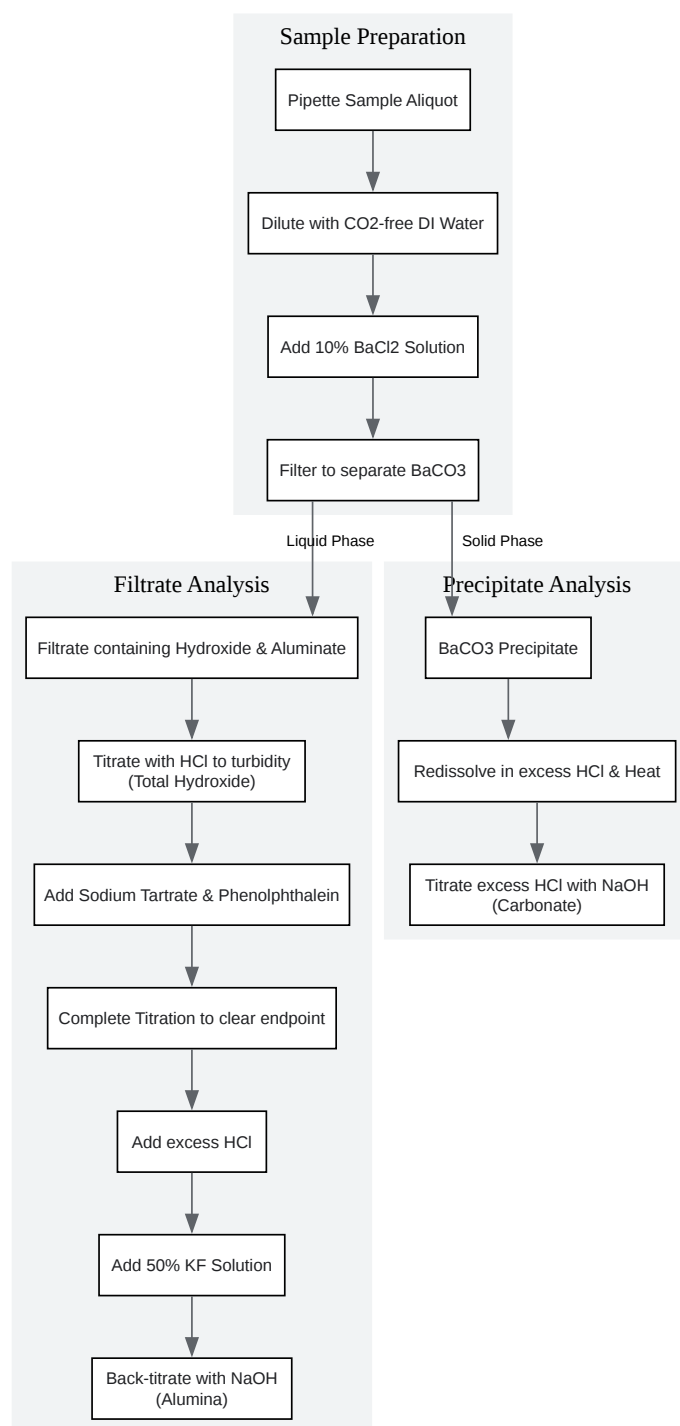 Sample Preparation
Pipette Sample Aliquot
Dilute with CO2-free DI Water
Add 10% BaCl2 Solution
Filter to separate BaCO3
Liquid Phase
Solid Phase
Filtrate Analysis
Filtrate containing Hydroxide & Aluminate
Titrate with HCl to turbidity
(Total Hydroxide)
Add Sodium Tartrate & Phenolphthalein
Complete Titration to clear endpoint
Add excess HCl
Add 50% KF Solution
Back-titrate with NaOH
(Alumina)
Precipitate Analysis
BaCO3 Precipitate
Redissolve in excess HCl & Heat
Titrate excess HCl with NaOH
(Carbonate)